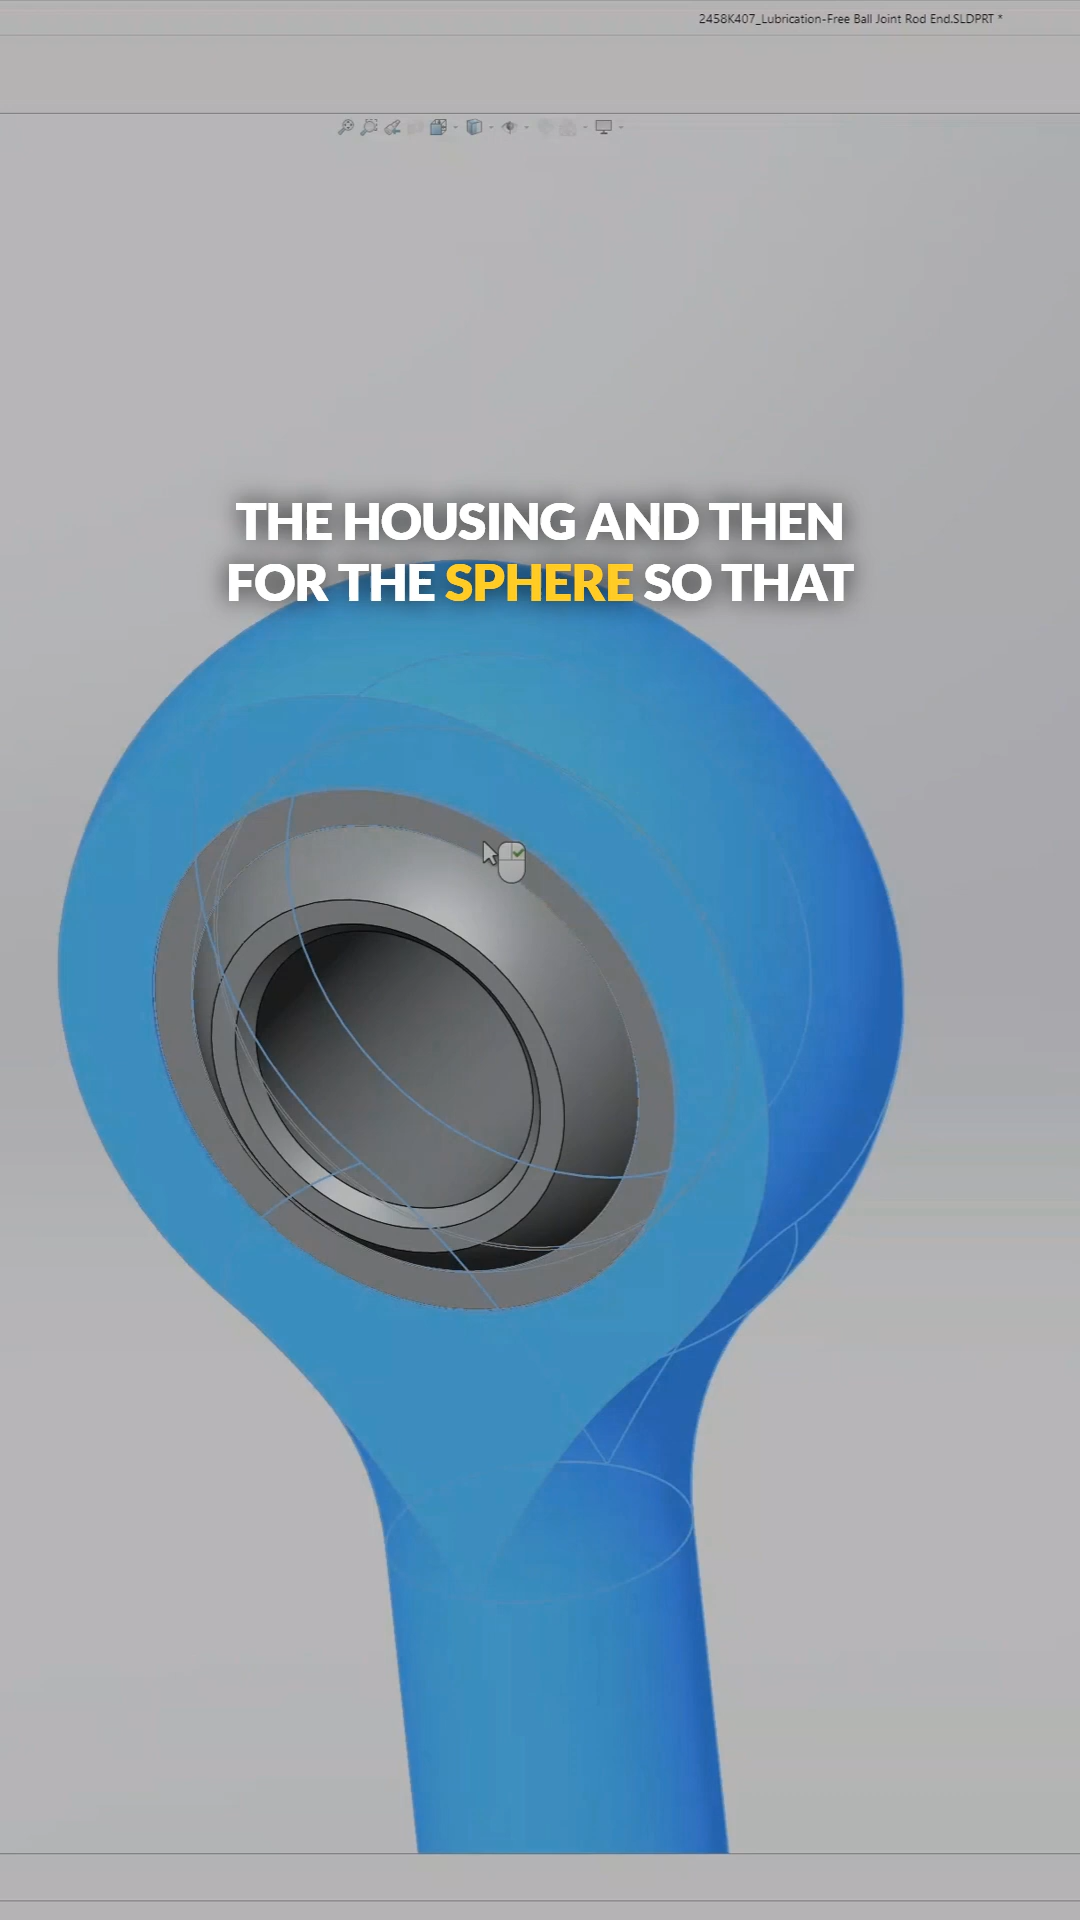 2458K407_Lubrication-Free Ball Joint Rod End.SLDPRT *
THE HOUSING AND THEN
FOR THE SPHERE SO THAT